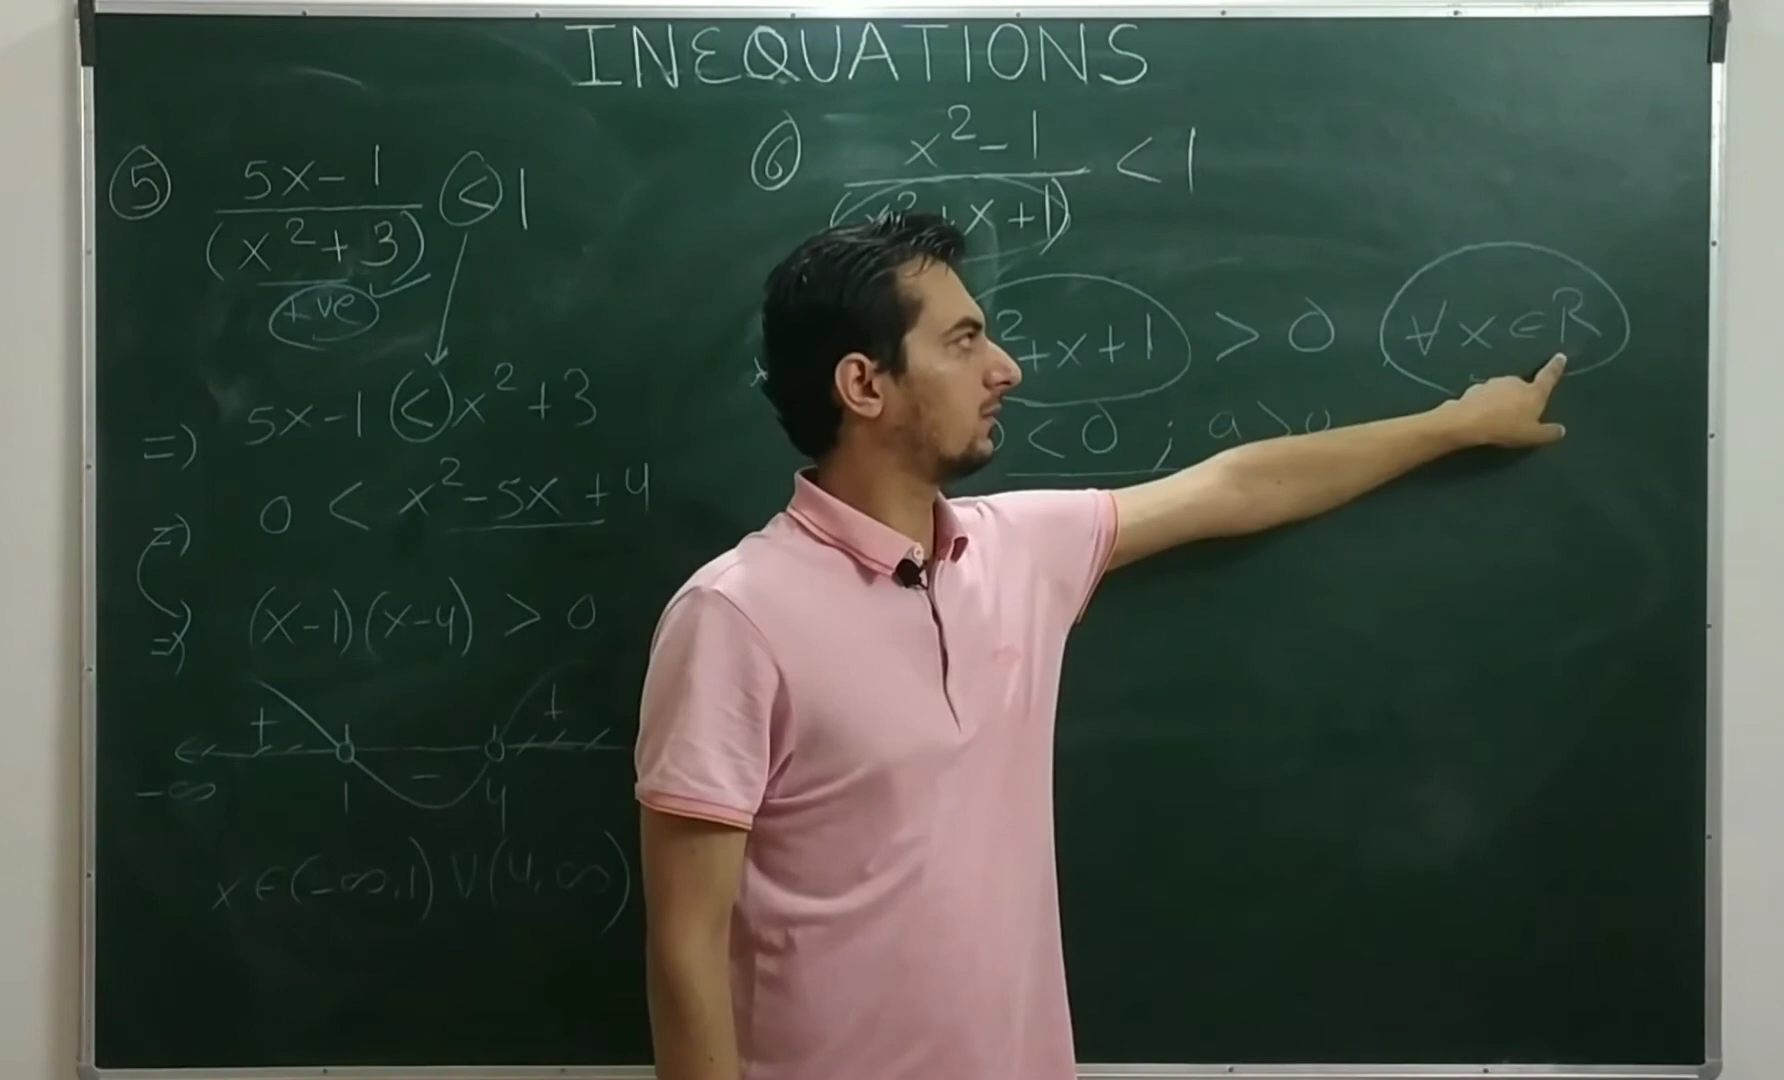 INEQUATIONS
⑤ (5x-1)/(x²+3) < 1
+ve
=) 5x-1 < x²+3
=) 0 < x²-5x+4
=) (x-1)(x-4) > 0
+ - +
-∞ 1 4
x∈(-∞,1) ∪ (4,∞)
⑥ (x²-1)/(x²+x+1) < 1
²+x+1 > 0 ∀ x∈R
<0 ; a>0